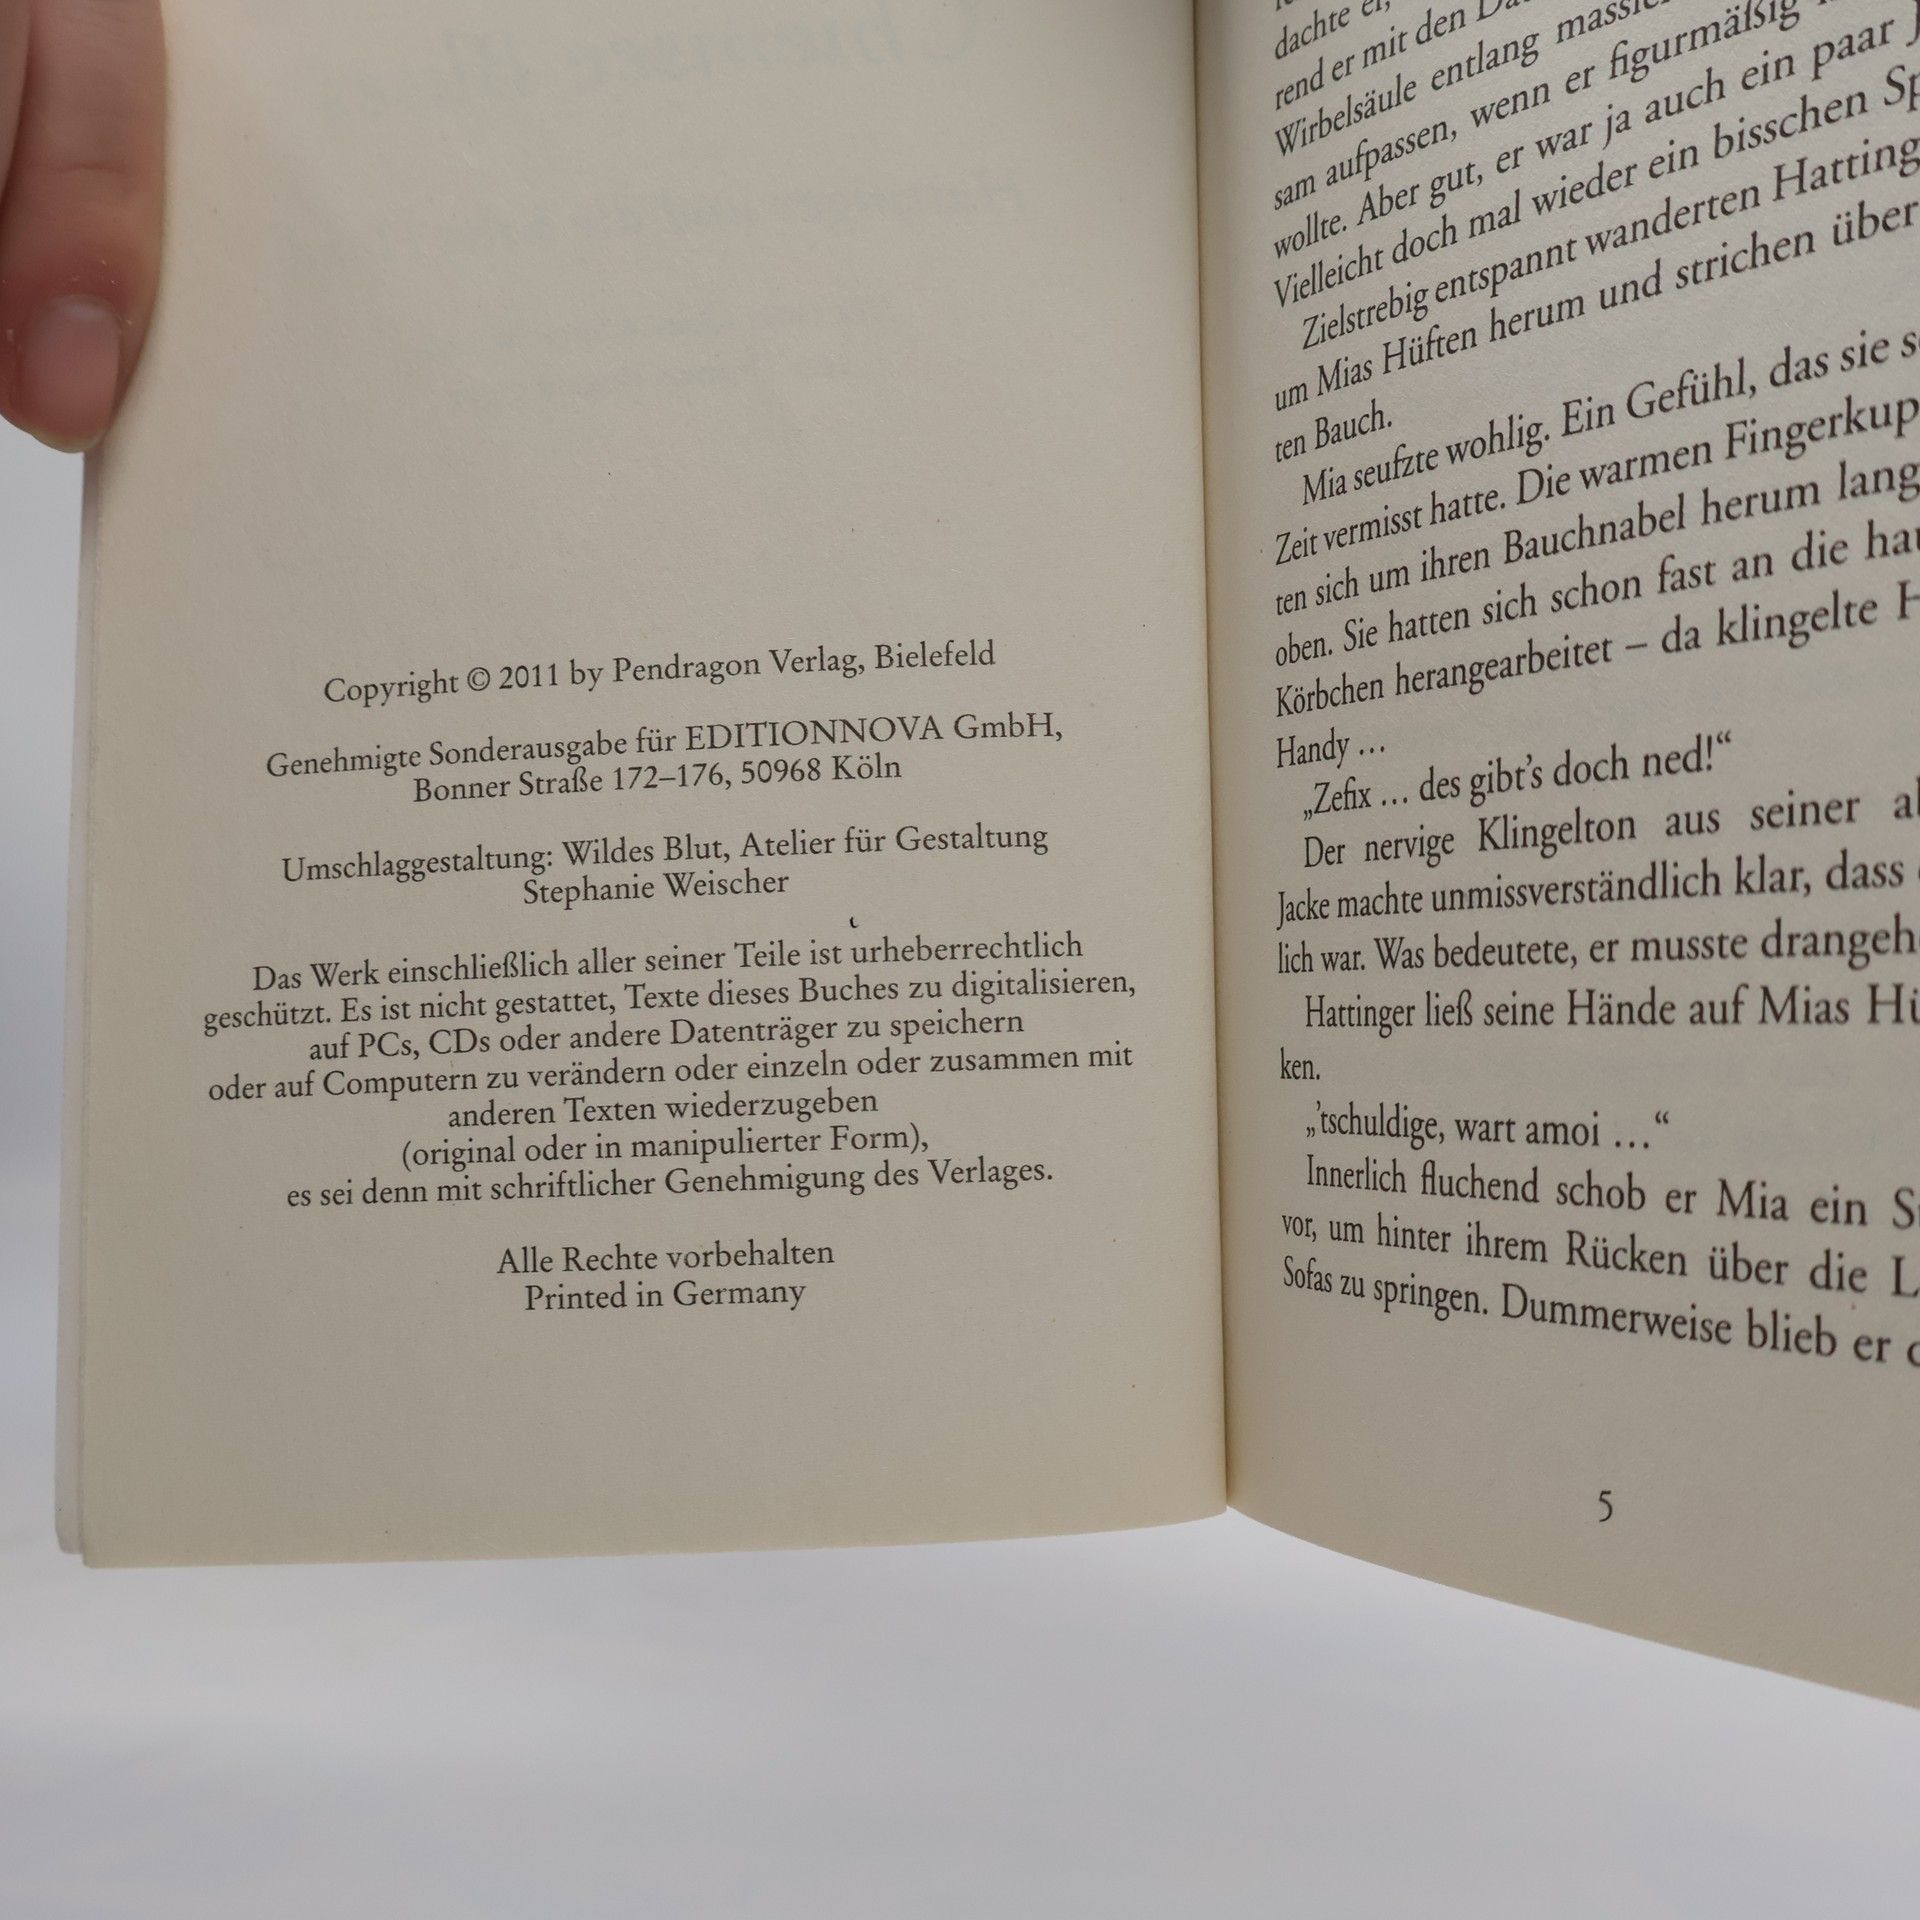 Copyright © 2011 by Pendragon Verlag, Bielefeld
Genehmigte Sonderausgabe für EDITIONNOVA GmbH,
Bonner Straße 172–176, 50968 Köln
Umschlaggestaltung: Wildes Blut, Atelier für Gestaltung
Stephanie Weischer
Das Werk einschließlich aller seiner Teile ist urheberrechtlich
geschützt. Es ist nicht gestattet, Texte dieses Buches zu digitalisieren,
auf PCs, CDs oder andere Datenträger zu speichern
oder auf Computern zu verändern oder einzeln oder zusammen mit
anderen Texten wiederzugeben
(original oder in manipulierter Form),
es sei denn mit schriftlicher Genehmigung des Verlages.
Alle Rechte vorbehalten
Printed in Germany
dachte er,
rend er mit den
Wirbelsäule entlang
sam aufpassen, wenn er figurmäßig
wollte. Aber gut, er war ja auch ein paar
Vielleicht doch mal wieder ein bisschen
Zielstrebig entspannt wanderten
um Mias Hüften herum und strichen über
ten Bauch.
Mia seufzte wohlig. Ein Gefühl, das sie
Zeit vermisst hatte. Die warmen
ten sich um ihren Bauchnabel herum
oben. Sie hatten sich schon fast an die
Körbchen herangearbeitet – da klingelte
Handy …
„Zefix … des gibt’s doch ned!“
Der nervige Klingelton aus seiner
Jacke machte unmissverständlich klar, dass
lich war. Was bedeutete, er musste
Hattinger ließ seine Hände auf Mias
ken.
„’tschuldige, wart amoi …“
Innerlich fluchend schob er Mia ein
vor, um hinter ihrem Rücken über die
Sofas zu springen. Dummerweise blieb er
5